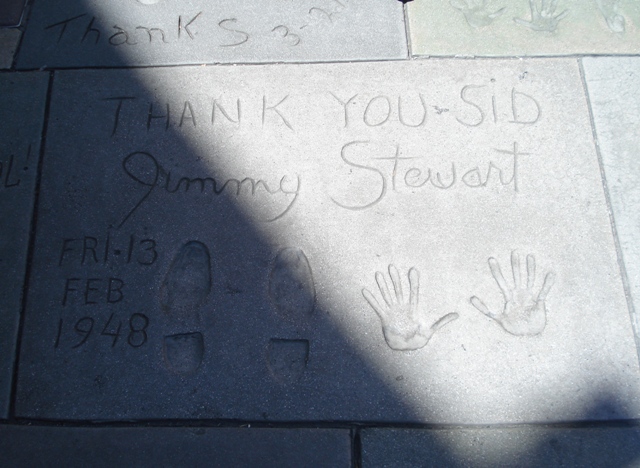 Thanks
THANK YOU-SID
Jimmy Stewart
FRI-13
FEB
1948